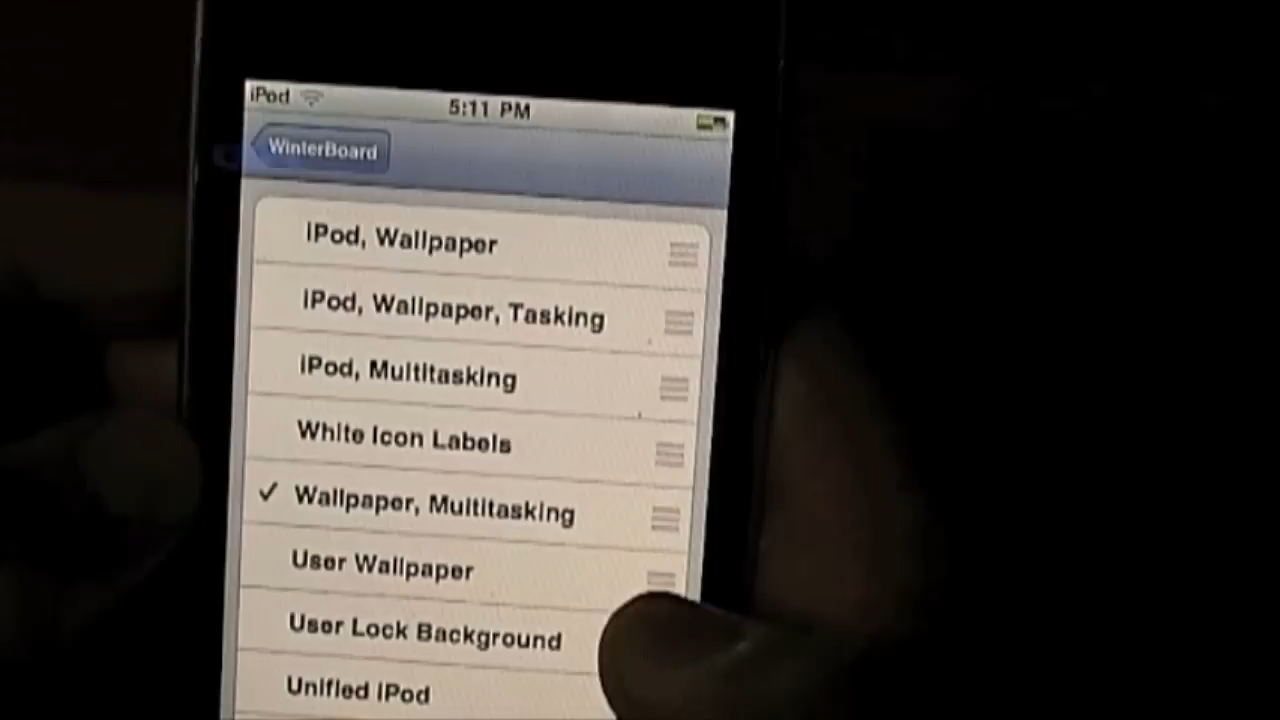 iPod 5:11 PM
WinterBoard
iPod, Wallpaper
iPod, Wallpaper, Tasking
iPod, Multitasking
White Icon Labels
Wallpaper, Multitasking
User Wallpaper
User Lock Background
Unified iPod